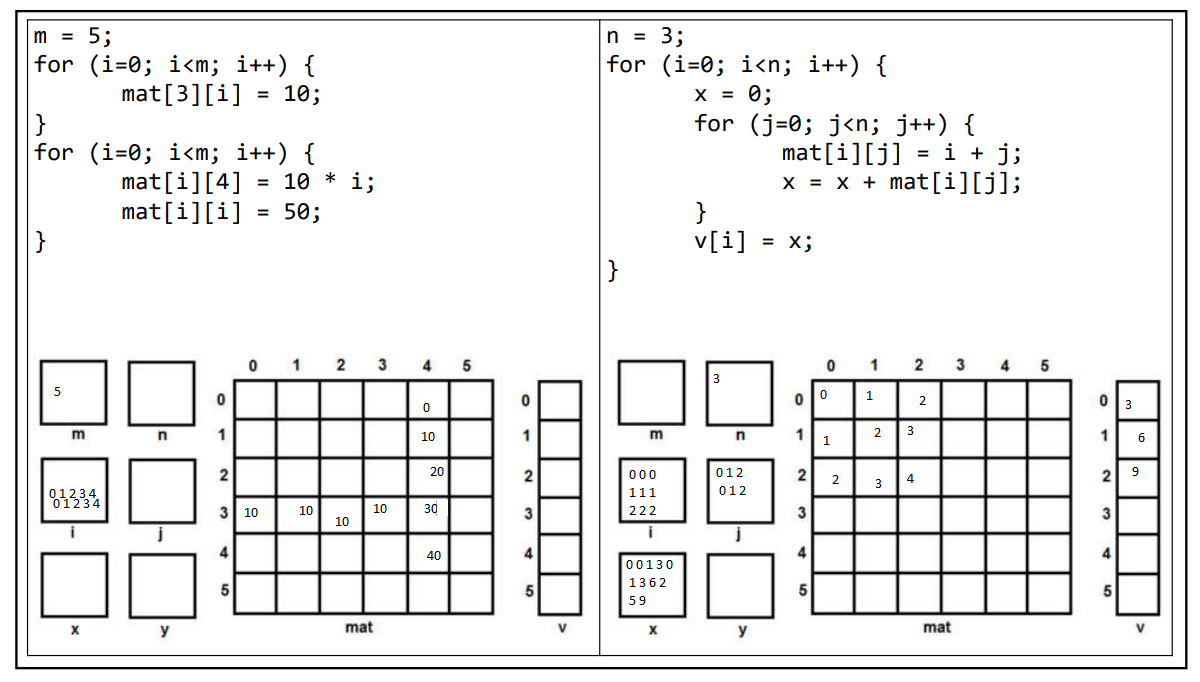 m = 5;
for (i=0; i<m; i++) {
mat[3][i] = 10;
}
for (i=0; i<m; i++) {
mat[i][4] = 10 * i;
mat[i][i] = 50;
}
0 1 2 3 4 5
5
0 0
m n
1 10
2 20
0 1 2 3 4
0 1 2 3 4
3 10 10 10 10 30
i j
4 40
5
x y mat
0
1
2
3
4
5
v
n = 3;
for (i=0; i<n; i++) {
x = 0;
for (j=0; j<n; j++) {
mat[i][j] = i + j;
x = x + mat[i][j];
}
v[i] = x;
}
0 1 2 3 4 5
3
0 0 1 2
m n
1 1 2 3
2 2 3 4
0 0 0
1 1 1
2 2 2
0 1 2
0 1 2
3
i j
4
0 0 1 3 0
1 3 6 2
5 9
5
x y mat
0 3
1 6
2 9
3
4
5
v